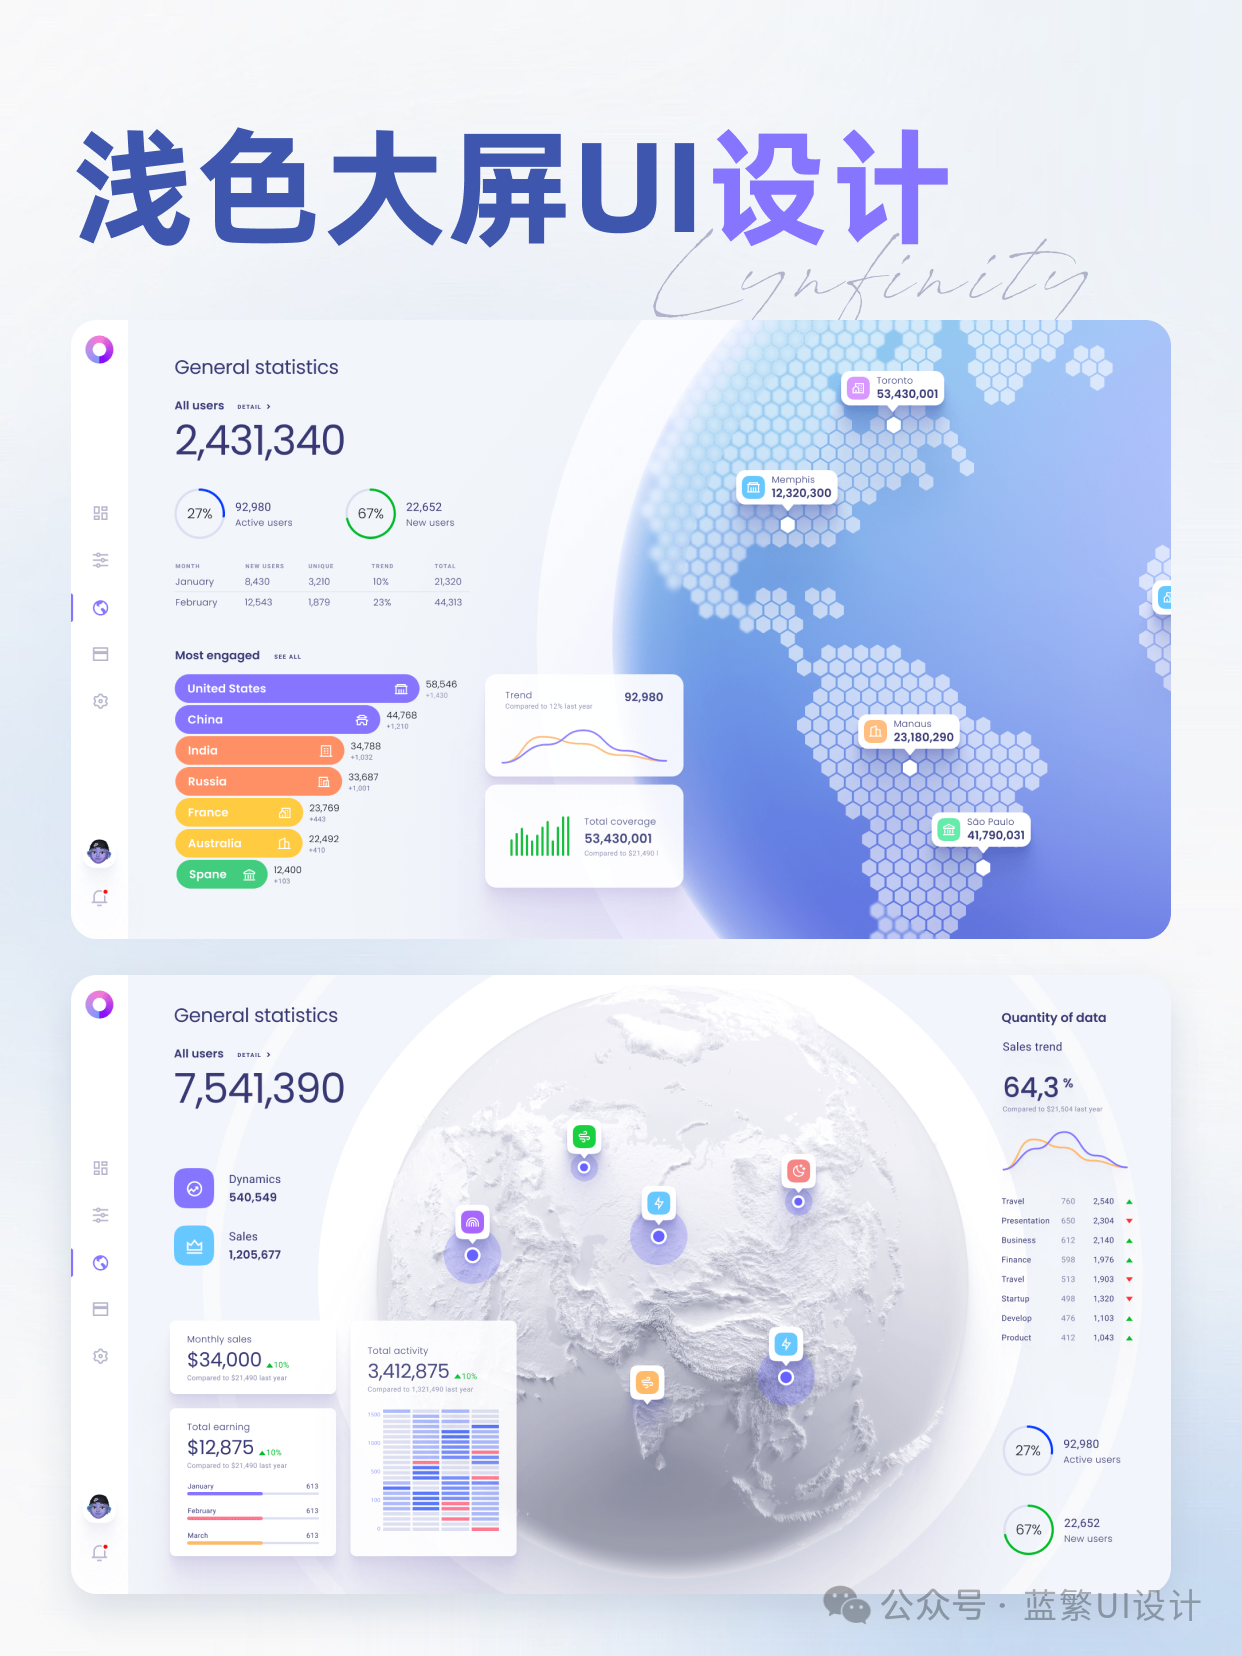 浅色大屏UI设计
Lynfinity
General statistics
All users DETAIL >
2,431,340
27% 92,980 Active users
67% 22,652 New users
MONTH NEW USERS UNIQUE TREND TOTAL
January 8,430 3,210 10% 21,320
February 12,543 1,879 23% 44,313
Most engaged SEE ALL
United States 58,546 +1,430
China 44,768 +1,210
India 34,788 +1,032
Russia 33,687 +1,001
France 23,769 +443
Australia 22,492 +410
Spane 12,400 +103
Trend 92,980
Compared to 12% last year
Total coverage
53,430,001
Compared to $21,490 l
Toronto
53,430,001
Memphis
12,320,300
Manaus
23,180,290
São Paulo
41,790,031
General statistics
All users DETAIL >
7,541,390
Dynamics
540,549
Sales
1,205,677
Monthly sales
$34,000 10%
Compared to $21,490 last year
Total earning
$12,875 10%
Compared to $21,490 last year
January 613
February 613
March 613
Total activity
3,412,875 10%
Compared to 1,321,490 last year
1500
1000
500
100
0
Quantity of data
Sales trend
64,3 %
Compared to $21,504 last year
Travel 760 2,540
Presentation 650 2,304
Business 612 2,140
Finance 598 1,976
Travel 513 1,903
Startup 498 1,320
Develop 476 1,103
Product 412 1,043
27% 92,980 Active users
67% 22,652 New users
公众号 · 蓝繁UI设计